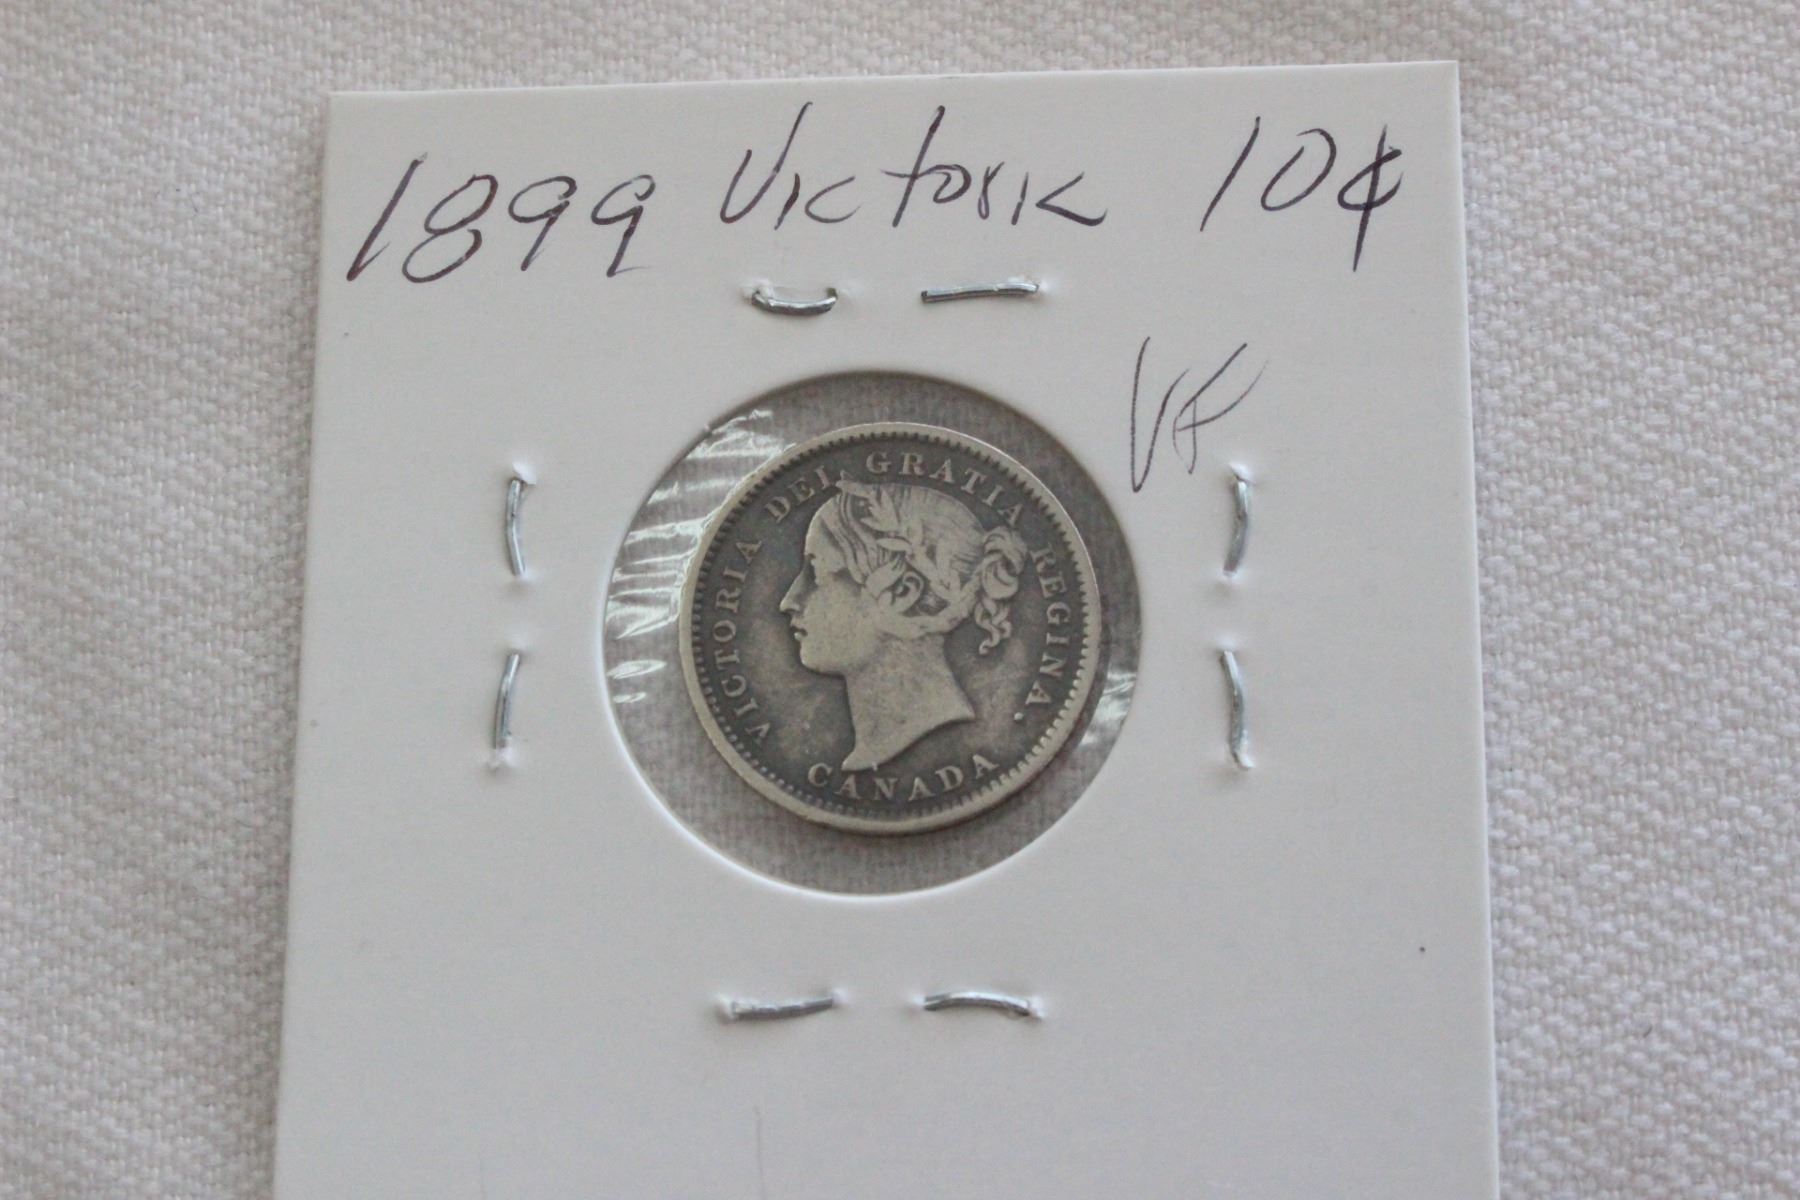 1899 Victoria 10¢
VF
VICTORIA DEI GRATIA REGINA.
CANADA